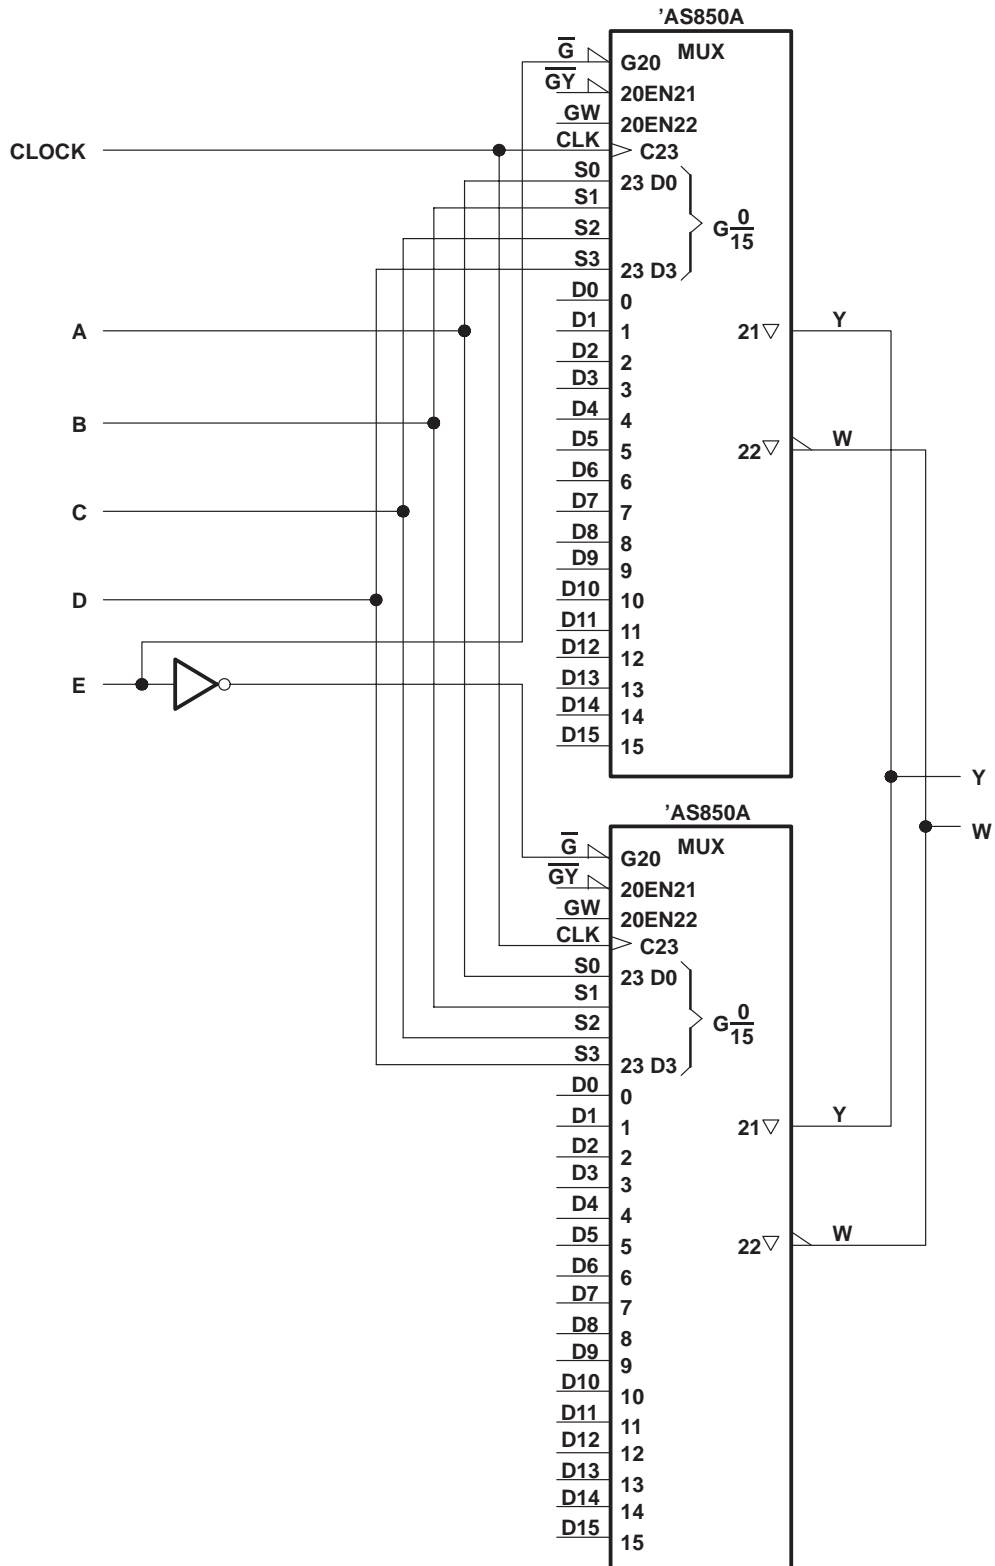 'AS850A
MUX
G̅
G20
G̅Y̅
20EN21
GW
20EN22
CLOCK
CLK
C23
S0
23 D0
S1
G 0/15
S2
S3
23 D3
D0
0
A
D1
1
21▽
Y
D2
2
D3
3
B
D4
4
D5
5
22▽
W
D6
6
C
D7
7
D8
8
D9
9
D
D10
10
D11
11
D12
12
E
D13
13
D14
14
D15
15
Y
W
'AS850A
MUX
G̅
G20
G̅Y̅
20EN21
GW
20EN22
CLK
C23
S0
23 D0
S1
G 0/15
S2
S3
23 D3
D0
0
D1
1
21▽
Y
D2
2
D3
3
D4
4
D5
5
22▽
W
D6
6
D7
7
D8
8
D9
9
D10
10
D11
11
D12
12
D13
13
D14
14
D15
15